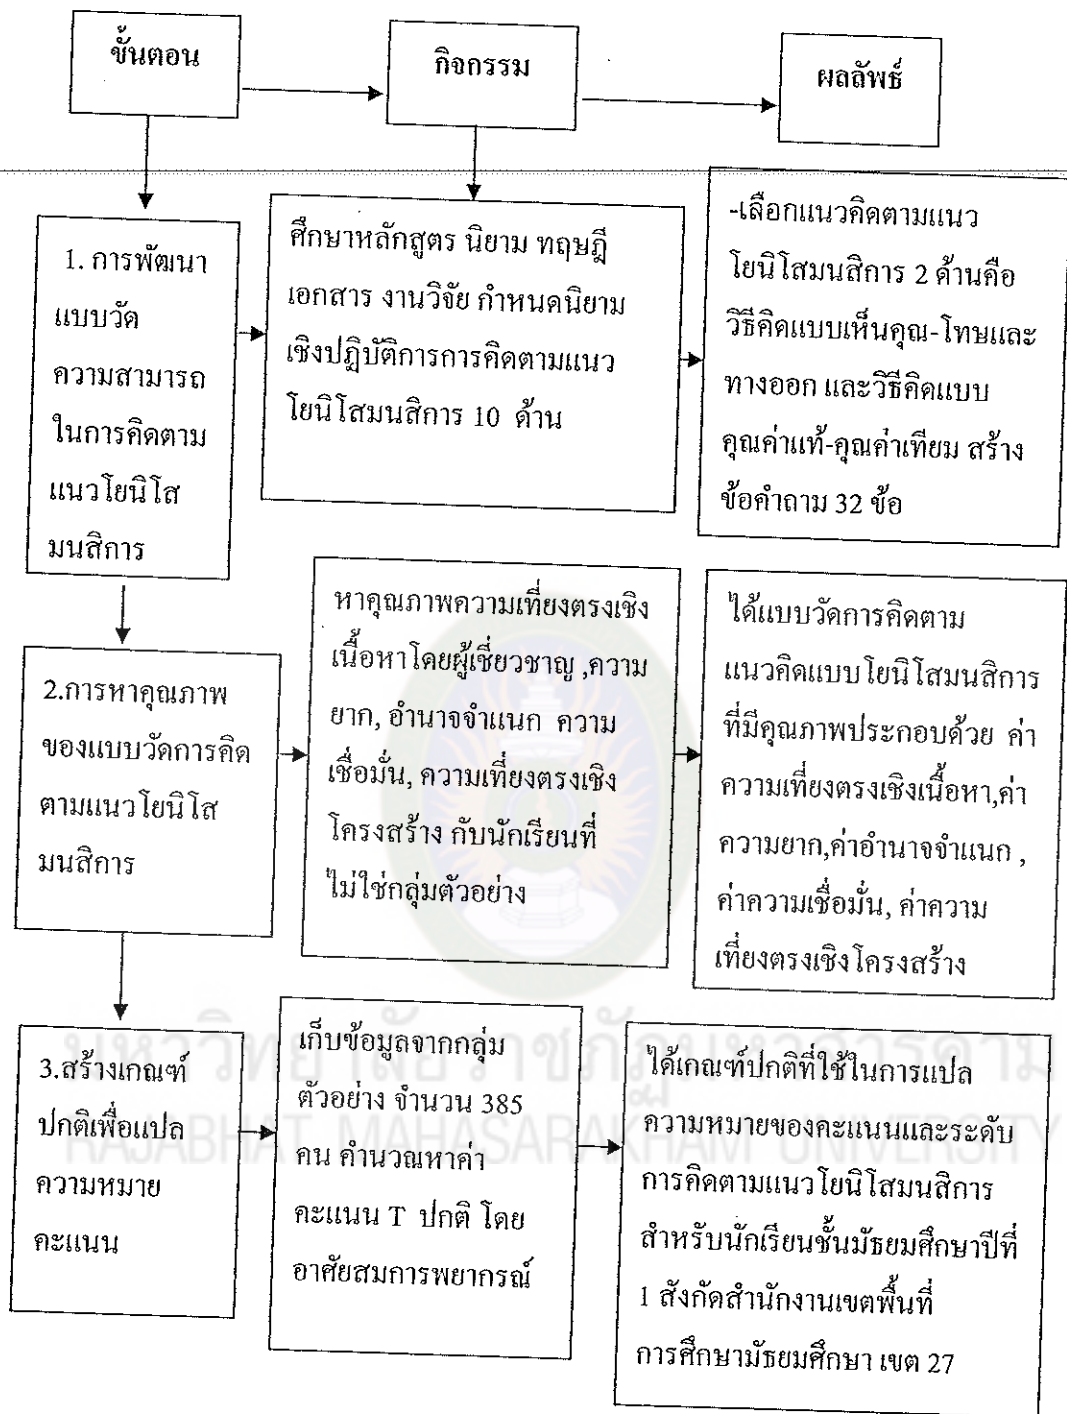 ขั้นตอน
กิจกรรม
ผลลัพธ์
1. การพัฒนา
แบบวัด
ความสามารถ
ในการคิดตาม
แนวโยนิโส
มนสิการ
ศึกษาหลักสูตร นิยาม ทฤษฎี
เอกสาร งานวิจัย กำหนดนิยาม
เชิงปฏิบัติการการคิดตามแนว
โยนิโสมนสิการ 10 ด้าน
-เลือกแนวคิดตามแนว
โยนิโสมนสิการ 2 ด้านคือ
วิธีคิดแบบเห็นคุณ-โทษและ
ทางออก และวิธีคิดแบบ
คุณค่าแท้-คุณค่าเทียม สร้าง
ข้อคำถาม 32 ข้อ
2.การหาคุณภาพ
ของแบบวัดการคิด
ตามแนวโยนิโส
มนสิการ
หาคุณภาพความเที่ยงตรงเชิง
เนื้อหาโดยผู้เชี่ยวชาญ ,ความ
ยาก, อำนาจจำแนก ความ
เชื่อมั่น, ความเที่ยงตรงเชิง
โครงสร้าง กับนักเรียนที่
ไม่ใช่กลุ่มตัวอย่าง
ได้แบบวัดการคิดตาม
แนวคิดแบบโยนิโสมนสิการ
ที่มีคุณภาพประกอบด้วย ค่า
ความเที่ยงตรงเชิงเนื้อหา,ค่า
ความยาก,ค่าอำนาจจำแนก ,
ค่าความเชื่อมั่น, ค่าความ
เที่ยงตรงเชิงโครงสร้าง
3.สร้างเกณฑ์
ปกติเพื่อแปล
ความหมาย
คะแนน
เก็บข้อมูลจากกลุ่ม
ตัวอย่าง จำนวน 385
คน คำนวณหาค่า
คะแนน T ปกติ โดย
อาศัยสมการพยากรณ์
ได้เกณฑ์ปกติที่ใช้ในการแปล
ความหมายของคะแนนและระดับ
การคิดตามแนวโยนิโสมนสิการ
สำหรับนักเรียนชั้นมัธยมศึกษาปีที่
1 สังกัดสำนักงานเขตพื้นที่
การศึกษามัธยมศึกษา เขต 27
มหาวิทยาลัยราชภัฏมหาสารคาม
RAJABHAT MAHASARAKHAM UNIVERSITY